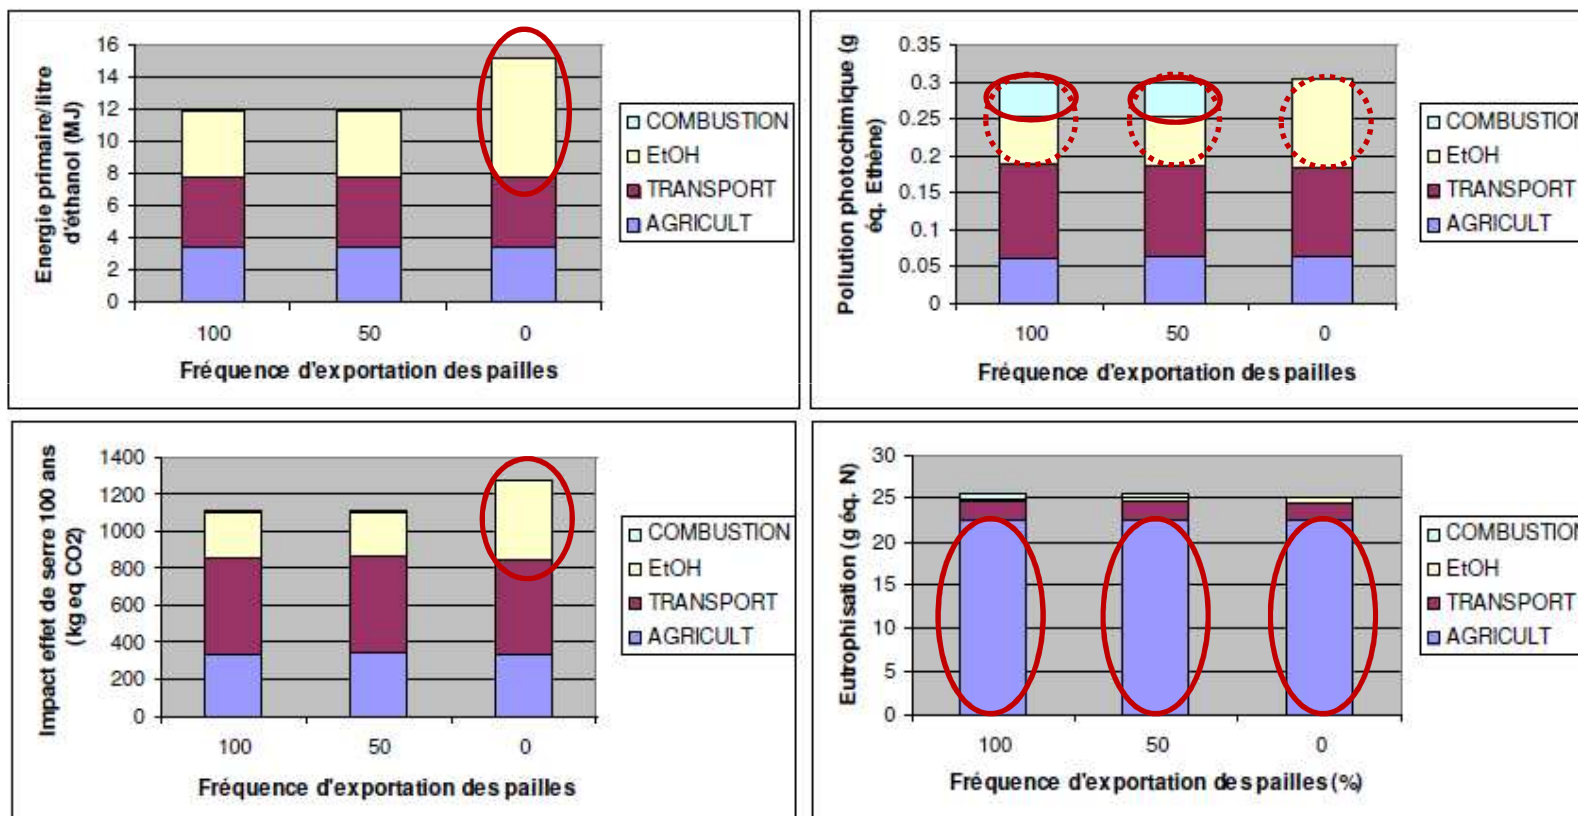 Energie primaire/litre
d'éthanol (MJ)
16
14
12
10
8
6
4
2
0
100
50
0
Fréquence d'exportation des pailles
COMBUSTION
EtOH
TRANSPORT
AGRICULT
Pollution photochimique (g
éq. Ethène)
0.35
0.3
0.25
0.2
0.15
0.1
0.05
0
100
50
0
Fréquence d'exportation des pailles
COMBUSTION
EtOH
TRANSPORT
AGRICULT
Impact effet de serre 100 ans
(kg eq CO2)
1400
1200
1000
800
600
400
200
0
100
50
0
Fréquence d'exportation des pailles
COMBUSTION
EtOH
TRANSPORT
AGRICULT
Eutrophisation (g éq. N)
30
25
20
15
10
5
0
100
50
0
Fréquence d'exportation des pailles (%)
COMBUSTION
EtOH
TRANSPORT
AGRICULT